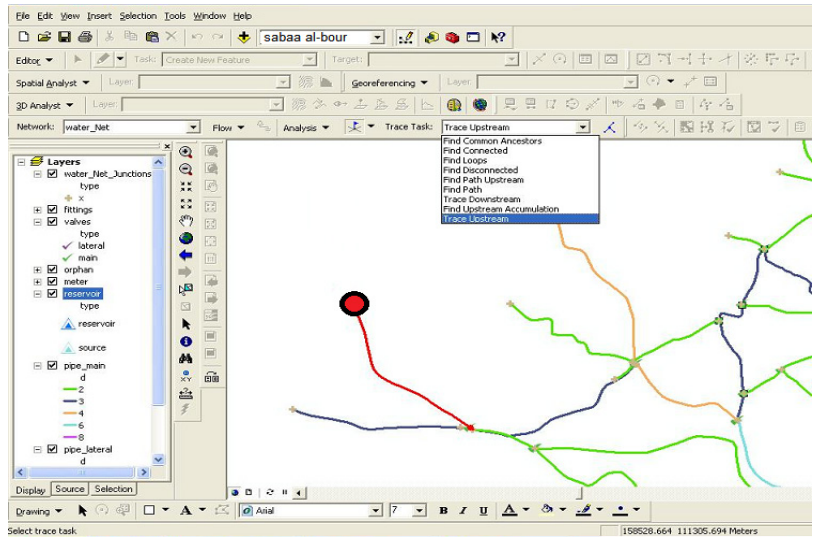 File Edit View Insert Selection Tools Window Help
sabaa al-bour
Editor Task: Create New Feature Target:
Spatial Analyst Layer: Georeferencing Layer:
3D Analyst Layer:
Network: water_Net Flow Analysis Trace Task: Trace Upstream
Find Common Ancestors
Find Connected
Find Loops
Find Disconnected
Find Path Upstream
Find Path
Trace Downstream
Find Upstream Accumulation
Trace Upstream
Layers
water_Net_Junctions
type
x
fittings
valves
type
lateral
main
orphan
meter
reservoir
type
reservoir
source
pipe_main
d
2
3
4
6
8
pipe_lateral
d
Display Source Selection
Drawing A Arial 7 B I U A
Select trace task 158528.664 111305.694 Meters